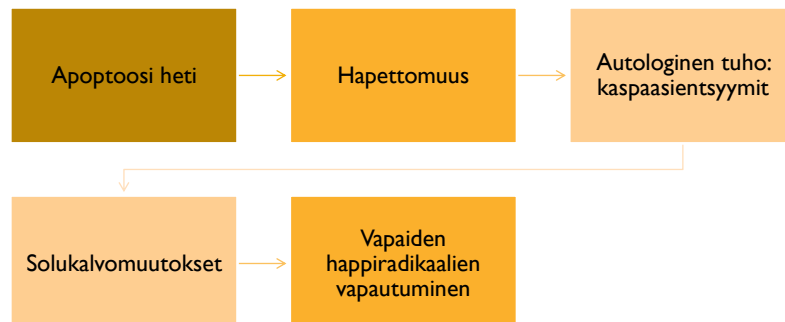 Apoptoosi heti
Hapettomuus
Autologinen tuho:
kaspaasientsyymit
Solukalvomuutokset
Vapaiden
happiradikaalien
vapautuminen